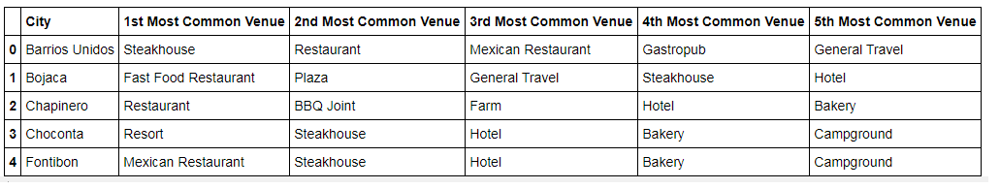 City 1st Most Common Venue 2nd Most Common Venue 3rd Most Common Venue 4th Most Common Venue 5th Most Common Venue
0 Barrios Unidos Steakhouse Restaurant Mexican Restaurant Gastropub General Travel
1 Bojaca Fast Food Restaurant Plaza General Travel Steakhouse Hotel
2 Chapinero Restaurant BBQ Joint Farm Hotel Bakery
3 Choconta Resort Steakhouse Hotel Bakery Campground
4 Fontibon Mexican Restaurant Steakhouse Hotel Bakery Campground